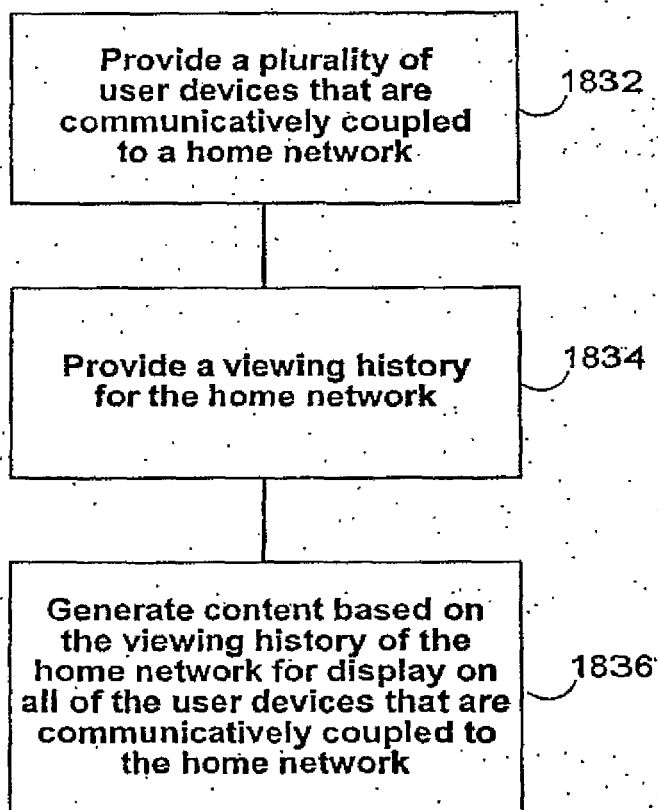 Provide a plurality of
user devices that are
communicatively coupled
to a home network
1832
Provide a viewing history
for the home network
1834
Generate content based on
the viewing history of the
home network for display on
all of the user devices that are
communicatively coupled to
the home network
1836